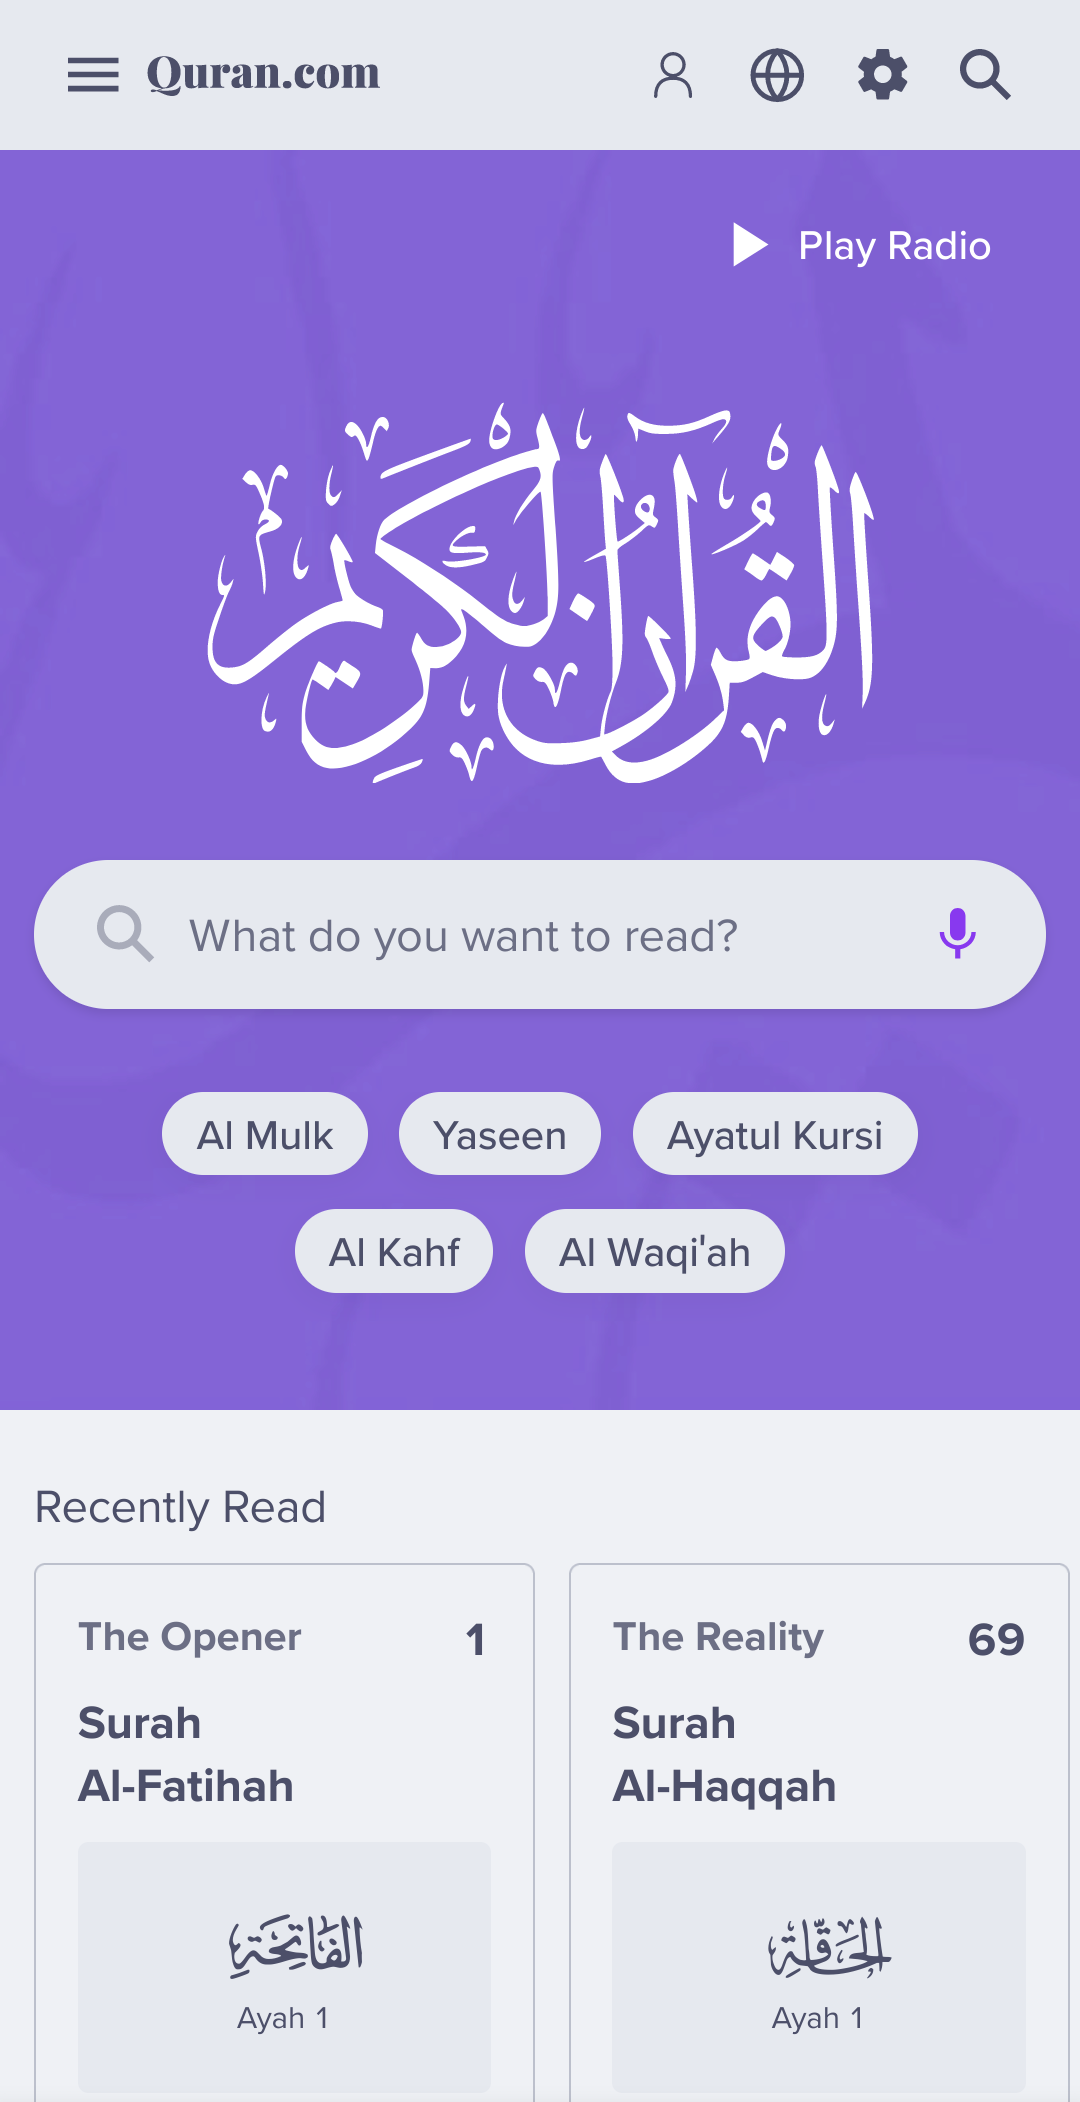 Quran.com
Play Radio
القرآن الكريم
What do you want to read?
Al Mulk Yaseen Ayatul Kursi
Al Kahf Al Waqi'ah
Recently Read
The Opener 1
Surah
Al-Fatihah
الفاتحة
Ayah 1
The Reality 69
Surah
Al-Haqqah
الحاقة
Ayah 1